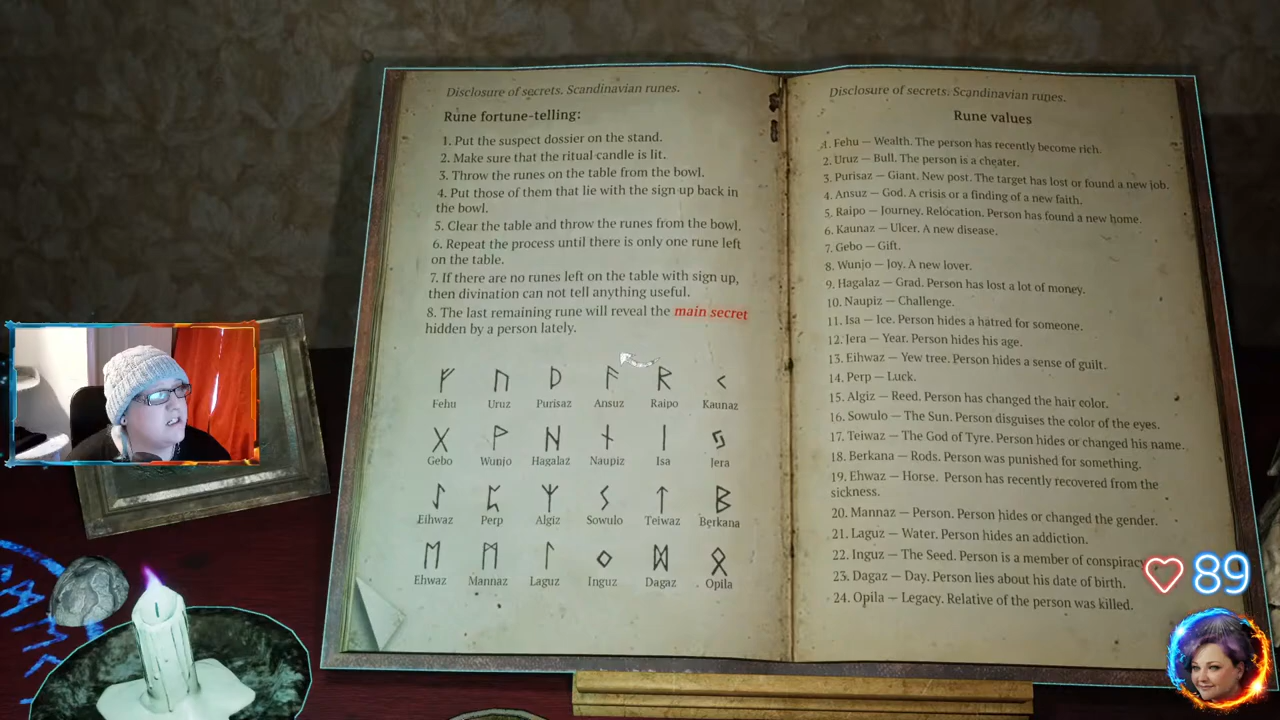 Disclosure of secrets. Scandinavian runes.
Rune fortune-telling:
1. Put the suspect dossier on the stand.
2. Make sure that the ritual candle is lit.
3. Throw the runes on the table from the bowl.
4. Put those of them that lie with the sign up back in
the bowl.
5. Clear the table and throw the runes from the bowl.
6. Repeat the process until there is only one rune left
on the table.
7. If there are no runes left on the table with sign up,
then divination can not tell anything useful.
8. The last remaining rune will reveal the main secret
hidden by a person lately.
ᚠ ᚢ ᚦ ᚨ ᚱ ᚲ
Fehu Uruz Purisaz Ansuz Raipo Kaunaz
ᚷ ᚹ ᚺ ᚾ ᛁ ᛃ
Gebo Wunjo Hagalaz Naupiz Isa Jera
ᛇ ᛈ ᛉ ᛊ ᛏ ᛒ
Eihwaz Perp Algiz Sowulo Teiwaz Berkana
ᛖ ᛗ ᛚ ᛜ ᛞ ᛟ
Ehwaz Mannaz Laguz Inguz Dagaz Opila
Disclosure of secrets. Scandinavian runes.
Rune values
1. Fehu — Wealth. The person has recently become rich.
2. Uruz — Bull. The person is a cheater.
3. Purisaz — Giant. New post. The target has lost or found a new job.
4. Ansuz — God. A crisis or a finding of a new faith.
5. Raipo — Journey. Relocation. Person has found a new home.
6. Kaunaz — Ulcer. A new disease.
7. Gebo — Gift.
8. Wunjo — Joy. A new lover.
9. Hagalaz — Grad. Person has lost a lot of money.
10. Naupiz — Challenge.
11. Isa — Ice. Person hides a hatred for someone.
12. Jera — Year. Person hides his age.
13. Eihwaz — Yew tree. Person hides a sense of guilt.
14. Perp — Luck.
15. Algiz — Reed. Person has changed the hair color.
16. Sowulo — The Sun. Person disguises the color of the eyes.
17. Teiwaz — The God of Tyre. Person hides or changed his name.
18. Berkana — Rods. Person was punished for something.
19. Ehwaz — Horse. Person has recently recovered from the
sickness.
20. Mannaz — Person. Person hides or changed the gender.
21. Laguz — Water. Person hides an addiction.
22. Inguz — The Seed. Person is a member of conspiracy
23. Dagaz — Day. Person lies about his date of birth.
24. Opila — Legacy. Relative of the person was killed.
89